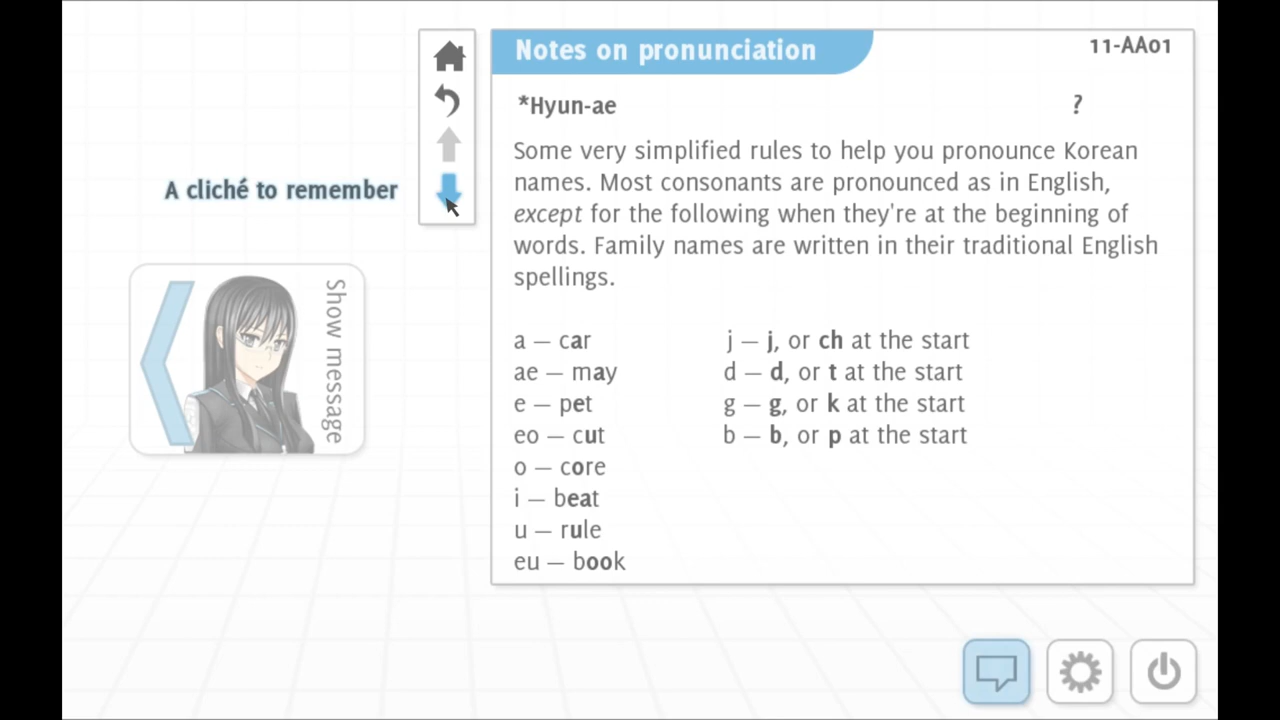 Notes on pronunciation
11-AA01
*Hyun-ae
?
Some very simplified rules to help you pronounce Korean
names. Most consonants are pronounced as in English,
except for the following when they're at the beginning of
words. Family names are written in their traditional English
spellings.
A cliché to remember
Show message
a — car
ae — may
e — pet
eo — cut
o — core
i — beat
u — rule
eu — book
j — j, or ch at the start
d — d, or t at the start
g — g, or k at the start
b — b, or p at the start